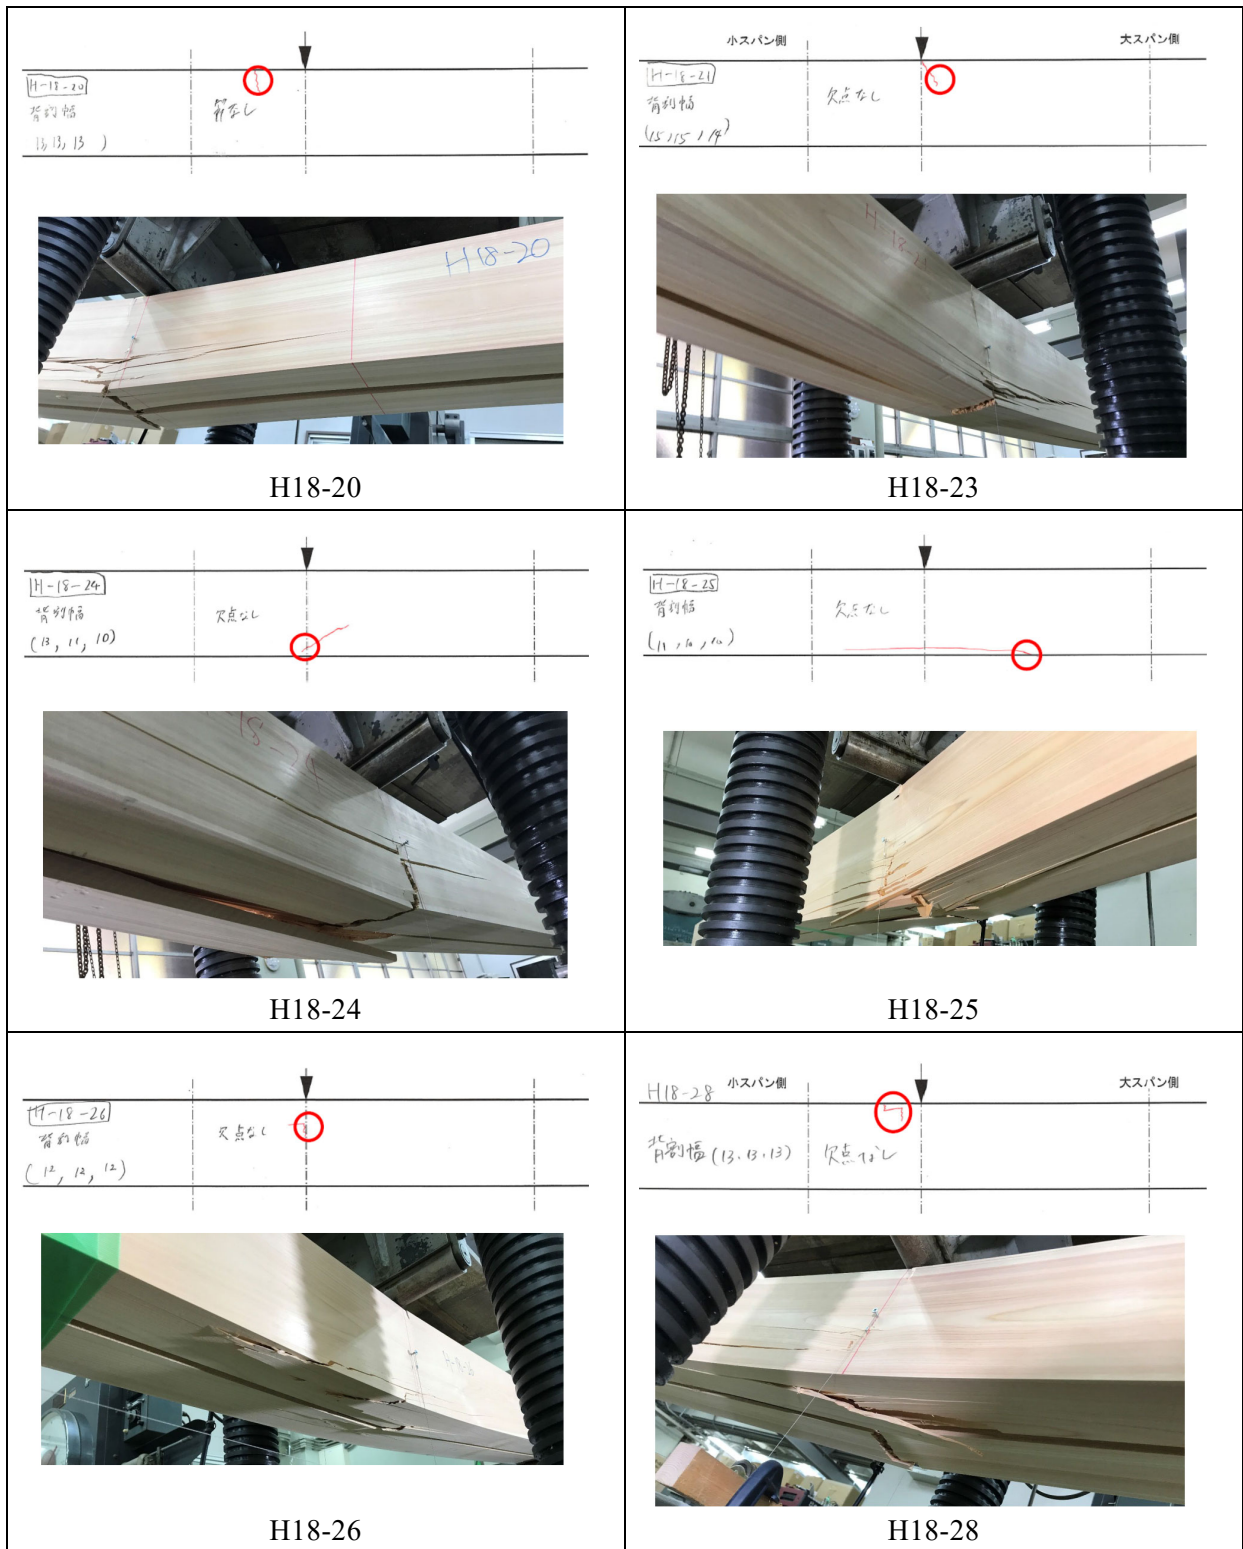 H-18-20
背割幅
13, 13, 13 )
節なし
H18-20
H18-20
小スパン側
大スパン側
H-18-21
背割幅
(15, 15, 14)
欠点なし
H18-23
H-18-24
背割幅
(13, 11, 10)
欠点なし
H18-24
H-18-25
背割幅
欠点なし
H18-25
H-18-26
背割幅
(12, 12, 12)
欠点なし
H18-26
H18-28
小スパン側
大スパン側
背割幅(13.13.13)
欠点なし
H18-28